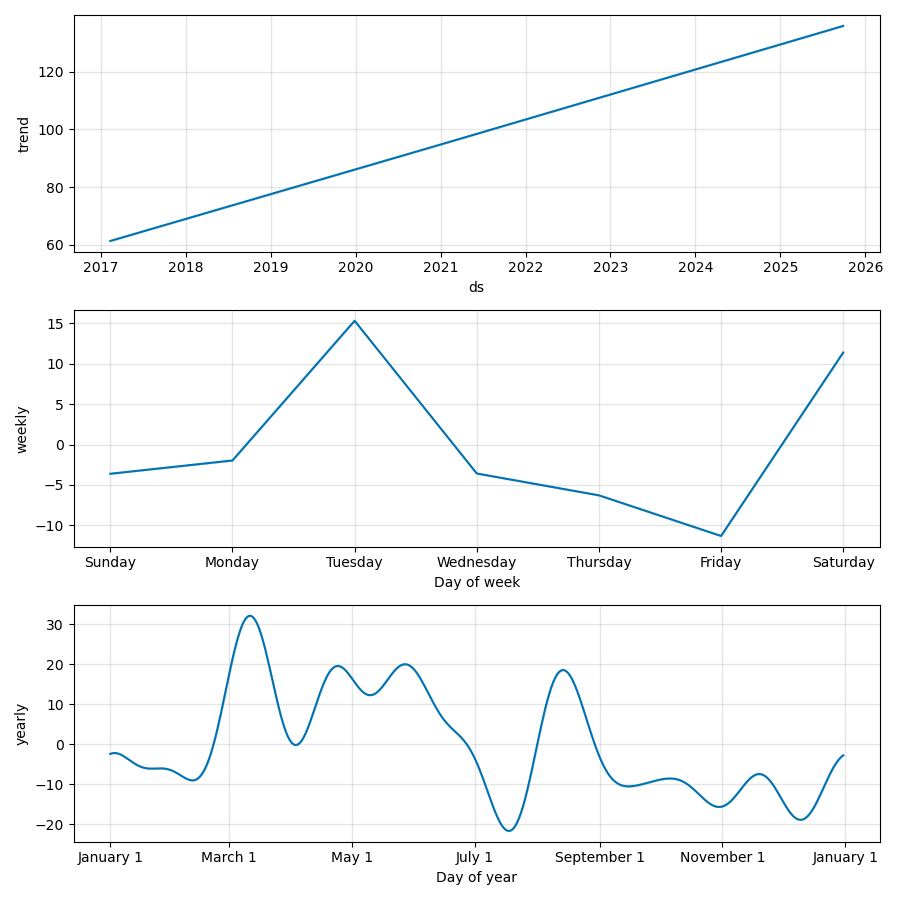 trend
120
100
80
60
2017 2018 2019 2020 2021 2022 2023 2024 2025 2026
ds
weekly
15
10
5
0
−5
−10
Sunday Monday Tuesday Wednesday Thursday Friday Saturday
Day of week
yearly
30
20
10
0
−10
−20
January 1 March 1 May 1 July 1 September 1 November 1 January 1
Day of year